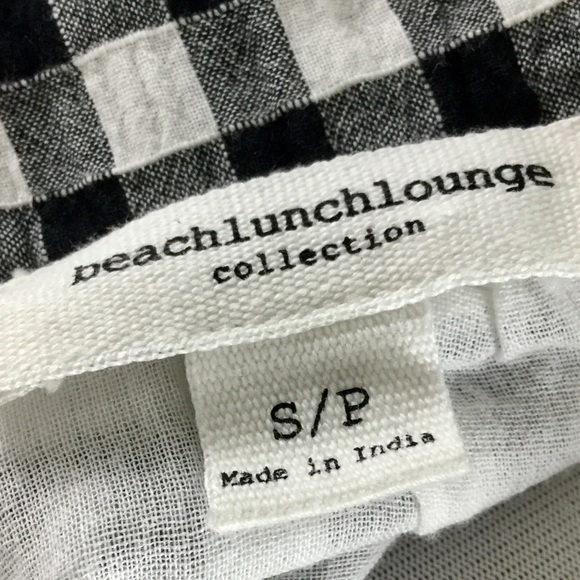 beachlunchlounge
collection
S/P
Made in India